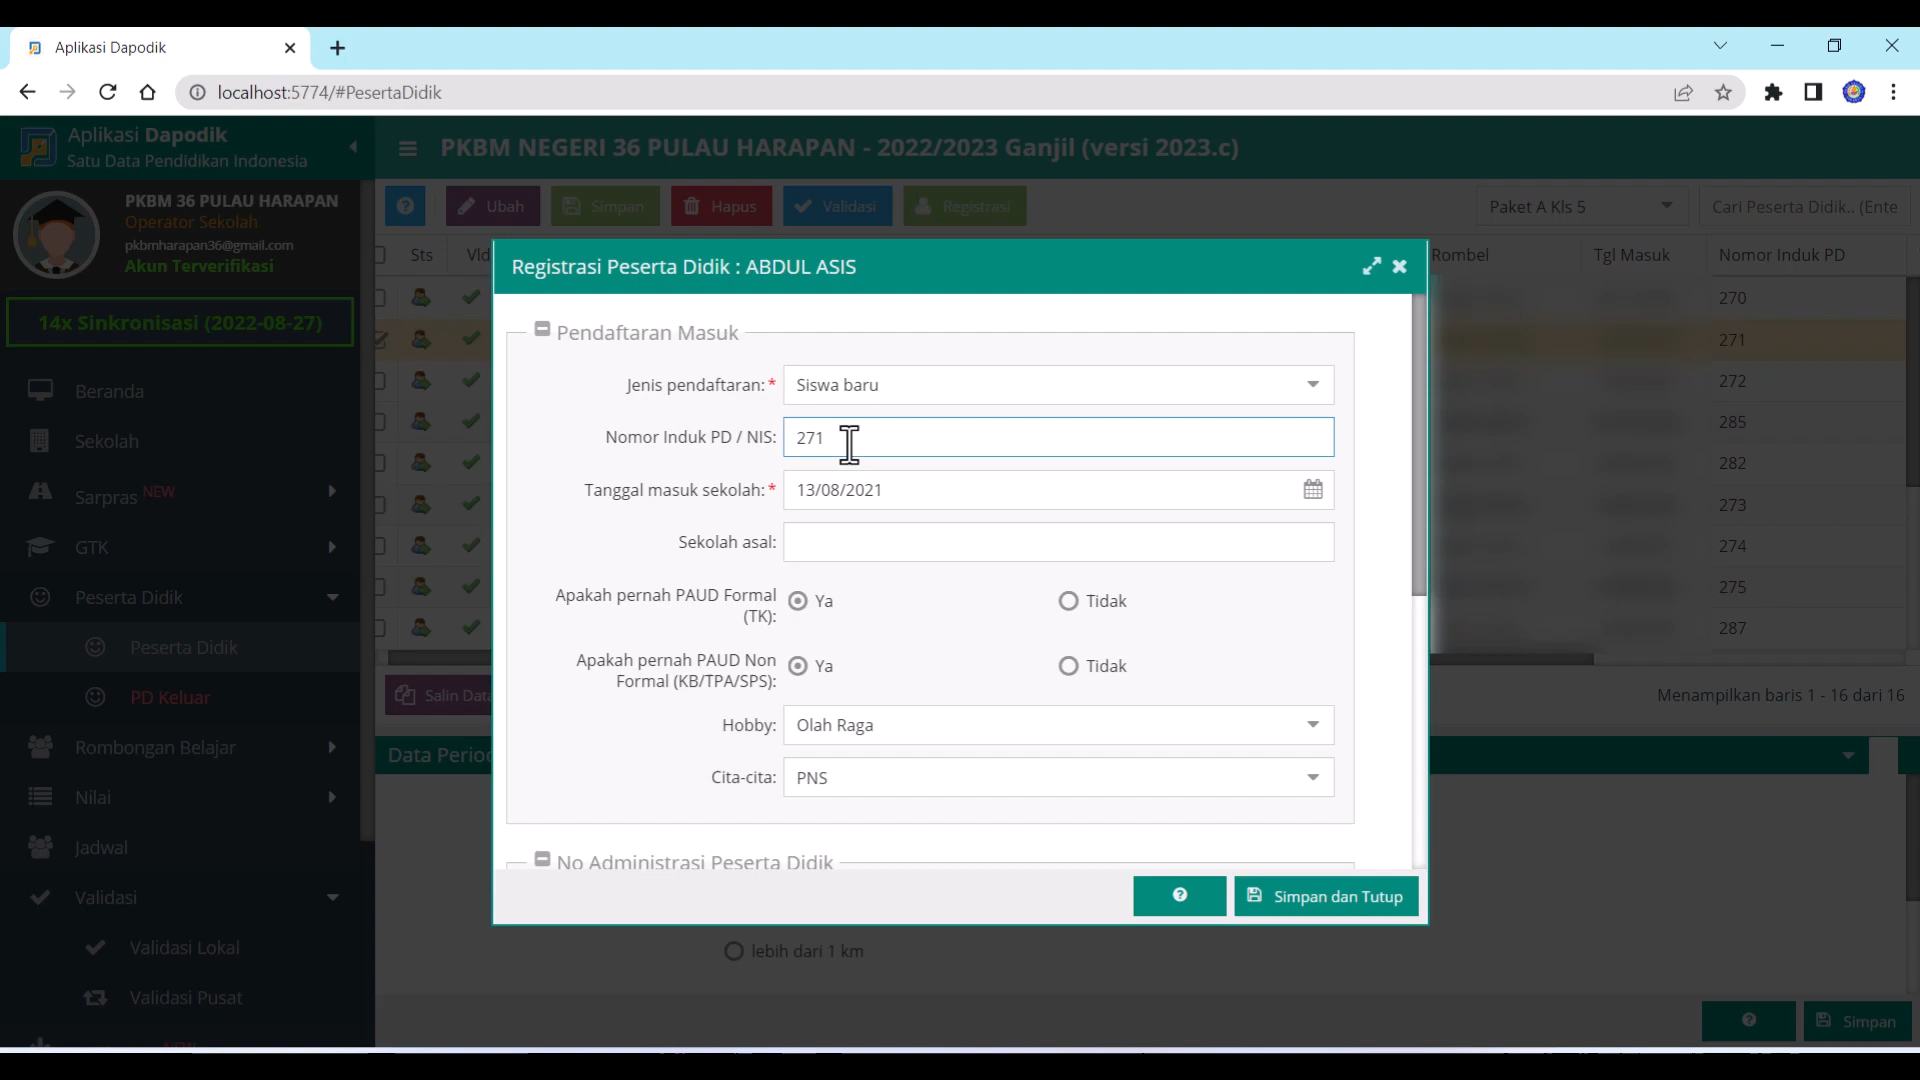 Aplikasi Dapodik
localhost:5774/#PesertaDidik
Aplikasi Dapodik
Satu Data Pendidikan Indonesia
PKBM NEGERI 36 PULAU HARAPAN - 2022/2023 Ganjil (versi 2023.c)
PKBM 36 PULAU HARAPAN
Operator Sekolah
pkbmharapan36@gmail.com
Akun Terverifikasi
14x Sinkronisasi (2022-08-27)
Beranda
Sekolah
Sarpras NEW
GTK
Peserta Didik
Peserta Didik
PD Keluar
Rombongan Belajar
Nilai
Jadwal
Validasi
Validasi Lokal
Validasi Pusat
NEW
Ubah
Simpan
Hapus
Validasi
Registrasi
Paket A Kls 5
Cari Peserta Didik.. (Ente
Sts
Vld
Rombel
Tgl Masuk
Nomor Induk PD
270
271
272
285
282
273
274
275
287
Salin Data
Menampilkan baris 1 - 16 dari 16
Data Period
Registrasi Peserta Didik : ABDUL ASIS
Pendaftaran Masuk
Jenis pendaftaran:* Siswa baru
Nomor Induk PD / NIS: 271
Tanggal masuk sekolah:* 13/08/2021
Sekolah asal:
Apakah pernah PAUD Formal
(TK):
Ya
Tidak
Apakah pernah PAUD Non
Formal (KB/TPA/SPS):
Ya
Tidak
Hobby: Olah Raga
Cita-cita: PNS
No Administrasi Peserta Didik
Simpan dan Tutup
lebih dari 1 km
Simpan